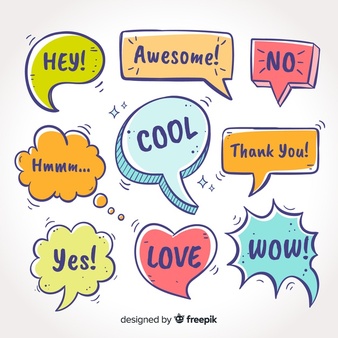 HEY!
Awesome!
NO
COOL
Hmmm...
Thank You!
Yes!
LOVE
WOW!
designed by freepik